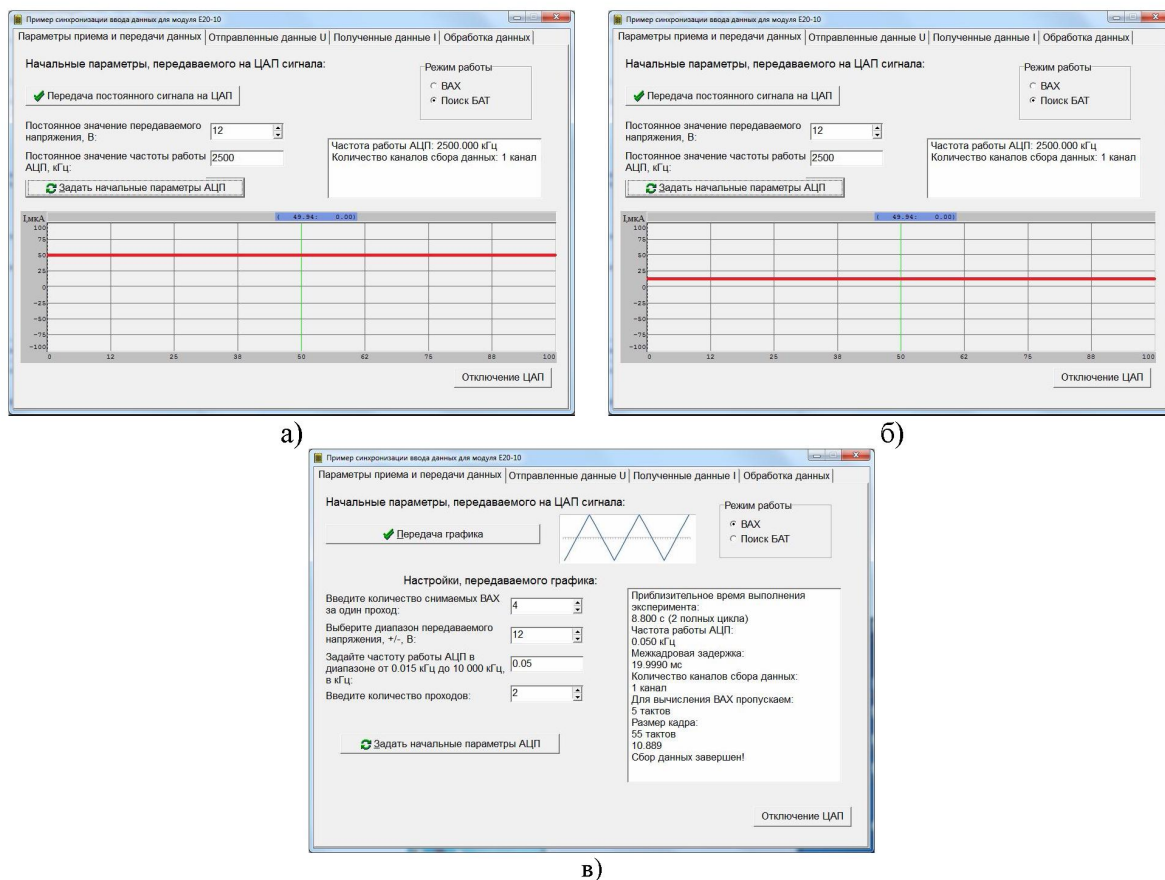 Пример синхронизации ввода данных для модуля E20-10
Параметры приема и передачи данных Отправленные данные U Полученные данные I Обработка данных
Начальные параметры, передаваемого на ЦАП сигнала:
Режим работы
ВАХ
Поиск БАТ
Передача постоянного сигнала на ЦАП
Постоянное значение передаваемого
напряжения, В:
12
Постоянное значение частоты работы
АЦП, кГц:
2500
Частота работы АЦП: 2500.000 кГц
Количество каналов сбора данных: 1 канал
Задать начальные параметры АЦП
I,мкА
( 49.94: 0.00)
100
75
50
25
0
-25
-50
-75
-100
0 12 25 38 50 62 75 88 100
Отключение ЦАП
а)
Пример синхронизации ввода данных для модуля E20-10
Параметры приема и передачи данных Отправленные данные U Полученные данные I Обработка данных
Начальные параметры, передаваемого на ЦАП сигнала:
Режим работы
ВАХ
Поиск БАТ
Передача постоянного сигнала на ЦАП
Постоянное значение передаваемого
напряжения, В:
12
Постоянное значение частоты работы
АЦП, кГц:
2500
Частота работы АЦП: 2500.000 кГц
Количество каналов сбора данных: 1 канал
Задать начальные параметры АЦП
I,мкА
( 49.94: 0.00)
100
75
50
25
0
-25
-50
-75
-100
0 12 25 38 50 62 75 88 100
Отключение ЦАП
б)
Пример синхронизации ввода данных для модуля E20-10
Параметры приема и передачи данных Отправленные данные U Полученные данные I Обработка данных
Начальные параметры, передаваемого на ЦАП сигнала:
Режим работы
ВАХ
Поиск БАТ
Передача графика
Настройки, передаваемого графика:
Введите количество снимаемых ВАХ
за один проход:
4
Выберите диапазон передаваемого
напряжения, +/-, В:
12
Задайте частоту работы АЦП в
диапазоне от 0.015 кГц до 10 000 кГц,
в кГц:
0.05
Введите количество проходов:
2
Задать начальные параметры АЦП
Приблизительное время выполнения
эксперимента:
8.800 с (2 полных цикла)
Частота работы АЦП:
0.050 кГц
Межкадровая задержка:
19.9990 мс
Количество каналов сбора данных:
1 канал
Для вычисления ВАХ пропускаем:
5 тактов
Размер кадра:
55 тактов
10.889
Сбор данных завершен!
Отключение ЦАП
в)